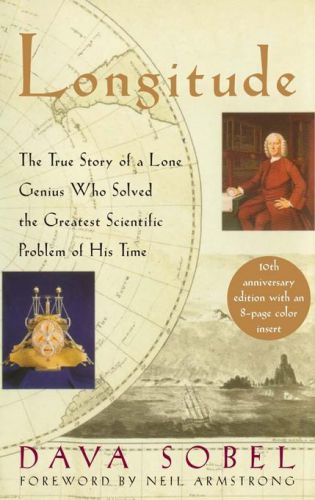 Longitude
The True Story of a Lone
Genius Who Solved
the Greatest Scientific
Problem of His Time
10th
anniversary
edition with an
8-page color
insert
DAVA SOBEL
FOREWORD BY NEIL ARMSTRONG